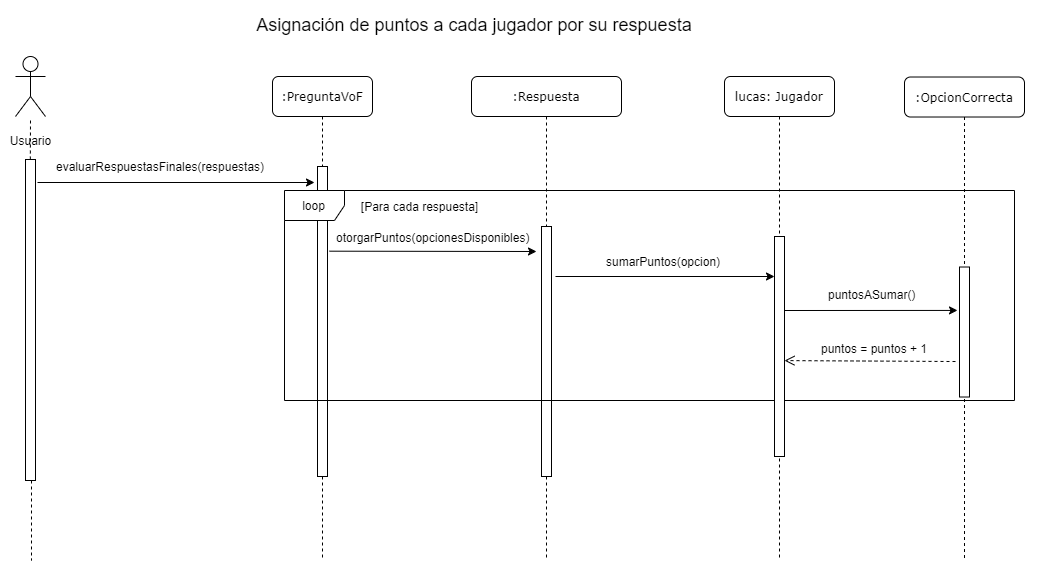 Asignación de puntos a cada jugador por su respuesta
:PreguntaVoF
:Respuesta
lucas: Jugador
:OpcionCorrecta
Usuario
evaluarRespuestasFinales(respuestas)
loop
[Para cada respuesta]
otorgarPuntos(opcionesDisponibles)
sumarPuntos(opcion)
puntosASumar()
puntos = puntos + 1